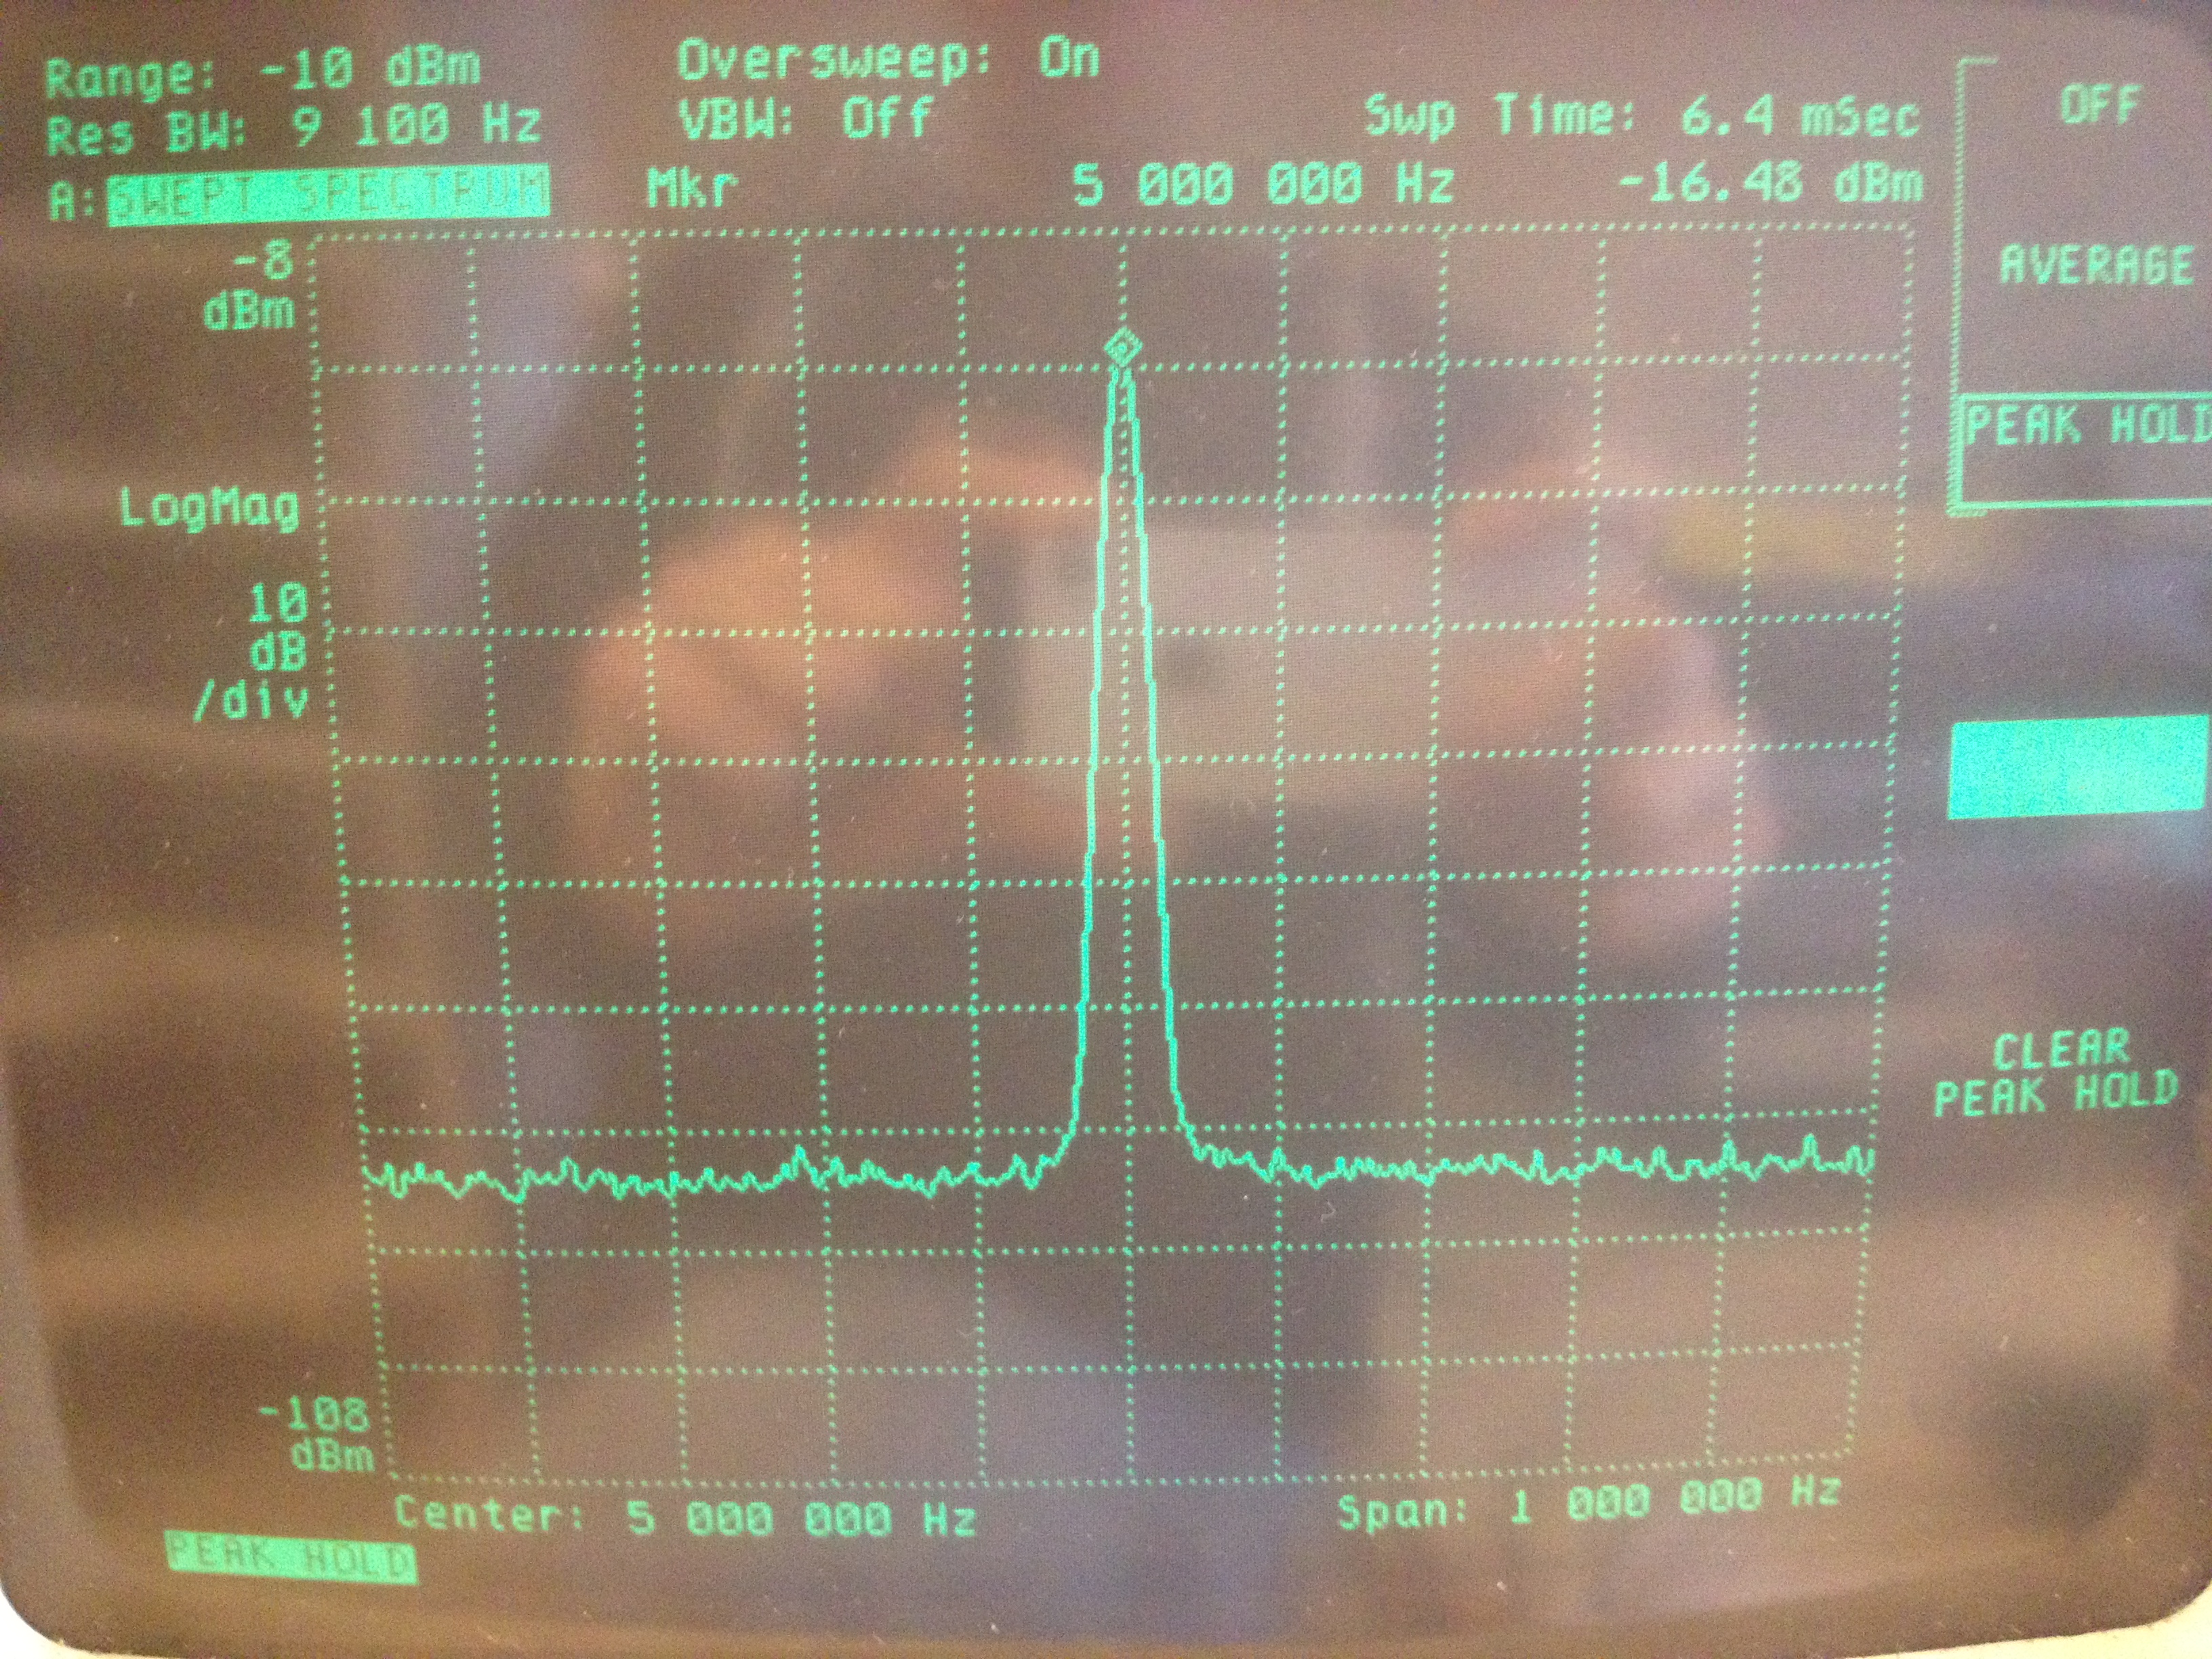 Range: -10 dBm
Oversweep: On
Res BW: 9 100 Hz
VBW: Off
Swp Time: 6.4 mSec
A: SWEPT SPECTRUM
Mkr
5 000 000 Hz
-16.48 dBm
-8
dBm
LogMag
10
dB
/div
-108
dBm
Center: 5 000 000 Hz
Span: 1 000 000 Hz
PEAK HOLD
OFF
AVERAGE
PEAK HOLD
CLEAR
PEAK HOLD